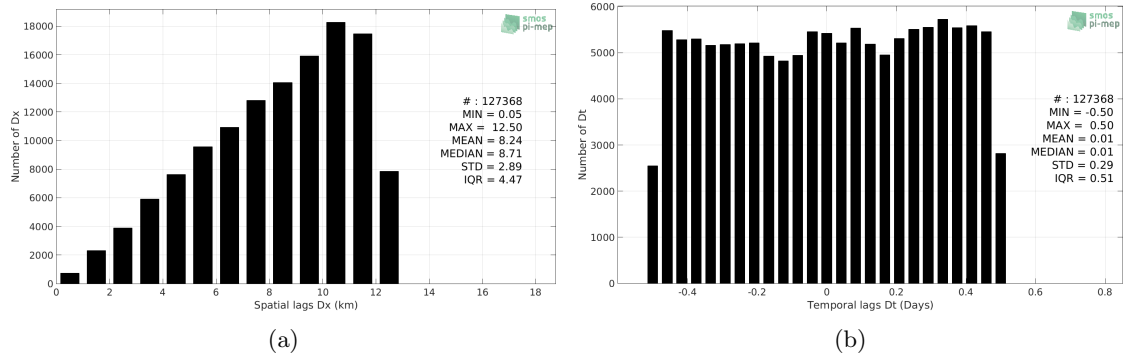 18000
16000
14000
12000
10000
8000
6000
4000
2000
0
Number of Dx
smos
pi-mep
# : 127368
MIN = 0.05
MAX = 12.50
MEAN = 8.24
MEDIAN = 8.71
STD = 2.89
IQR = 4.47
0 2 4 6 8 10 12 14 16 18
Spatial lags Dx (km)
(a)
6000
5000
4000
3000
2000
1000
0
Number of Dt
smos
pi-mep
# : 127368
MIN = -0.50
MAX = 0.50
MEAN = 0.01
MEDIAN = 0.01
STD = 0.29
IQR = 0.51
-0.4 -0.2 0 0.2 0.4 0.6 0.8
Temporal lags Dt (Days)
(b)